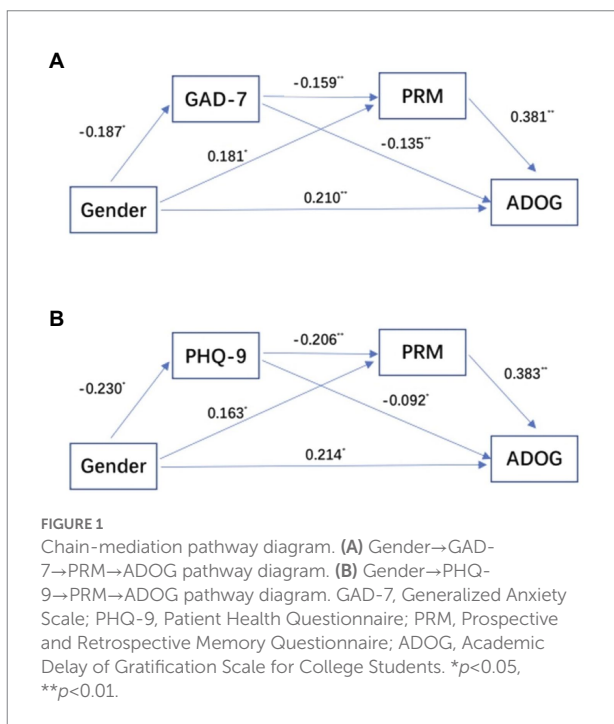 A
GAD-7
-0.159**
PRM
-0.187*
0.181*
-0.135**
0.381**
Gender
0.210**
ADOG
B
PHQ-9
-0.206**
PRM
-0.230*
0.163*
-0.092*
0.383**
Gender
0.214*
ADOG
FIGURE 1
Chain-mediation pathway diagram. (A) Gender→GAD-
7→PRM→ADOG pathway diagram. (B) Gender→PHQ-
9→PRM→ADOG pathway diagram. GAD-7, Generalized Anxiety
Scale; PHQ-9, Patient Health Questionnaire; PRM, Prospective
and Retrospective Memory Questionnaire; ADOG, Academic
Delay of Gratification Scale for College Students. *p<0.05,
**p<0.01.